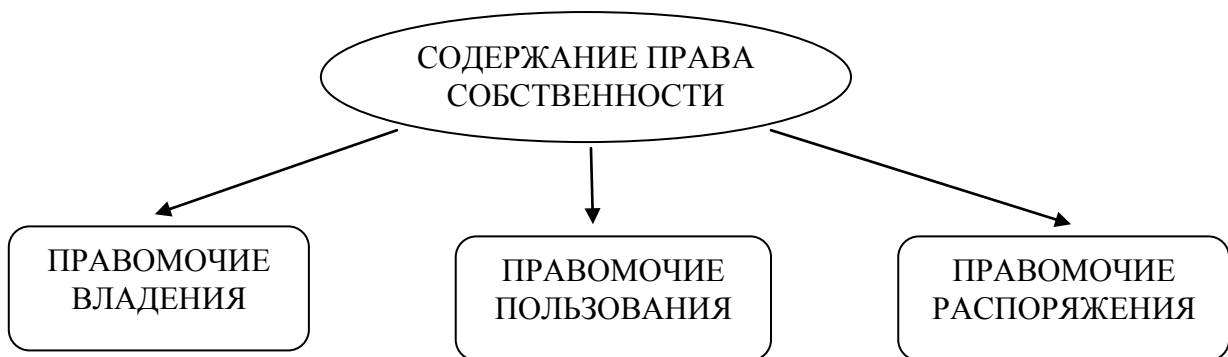 СОДЕРЖАНИЕ ПРАВА
СОБСТВЕННОСТИ
ПРАВОМОЧИЕ
ВЛАДЕНИЯ
ПРАВОМОЧИЕ
ПОЛЬЗОВАНИЯ
ПРАВОМОЧИЕ
РАСПОРЯЖЕНИЯ